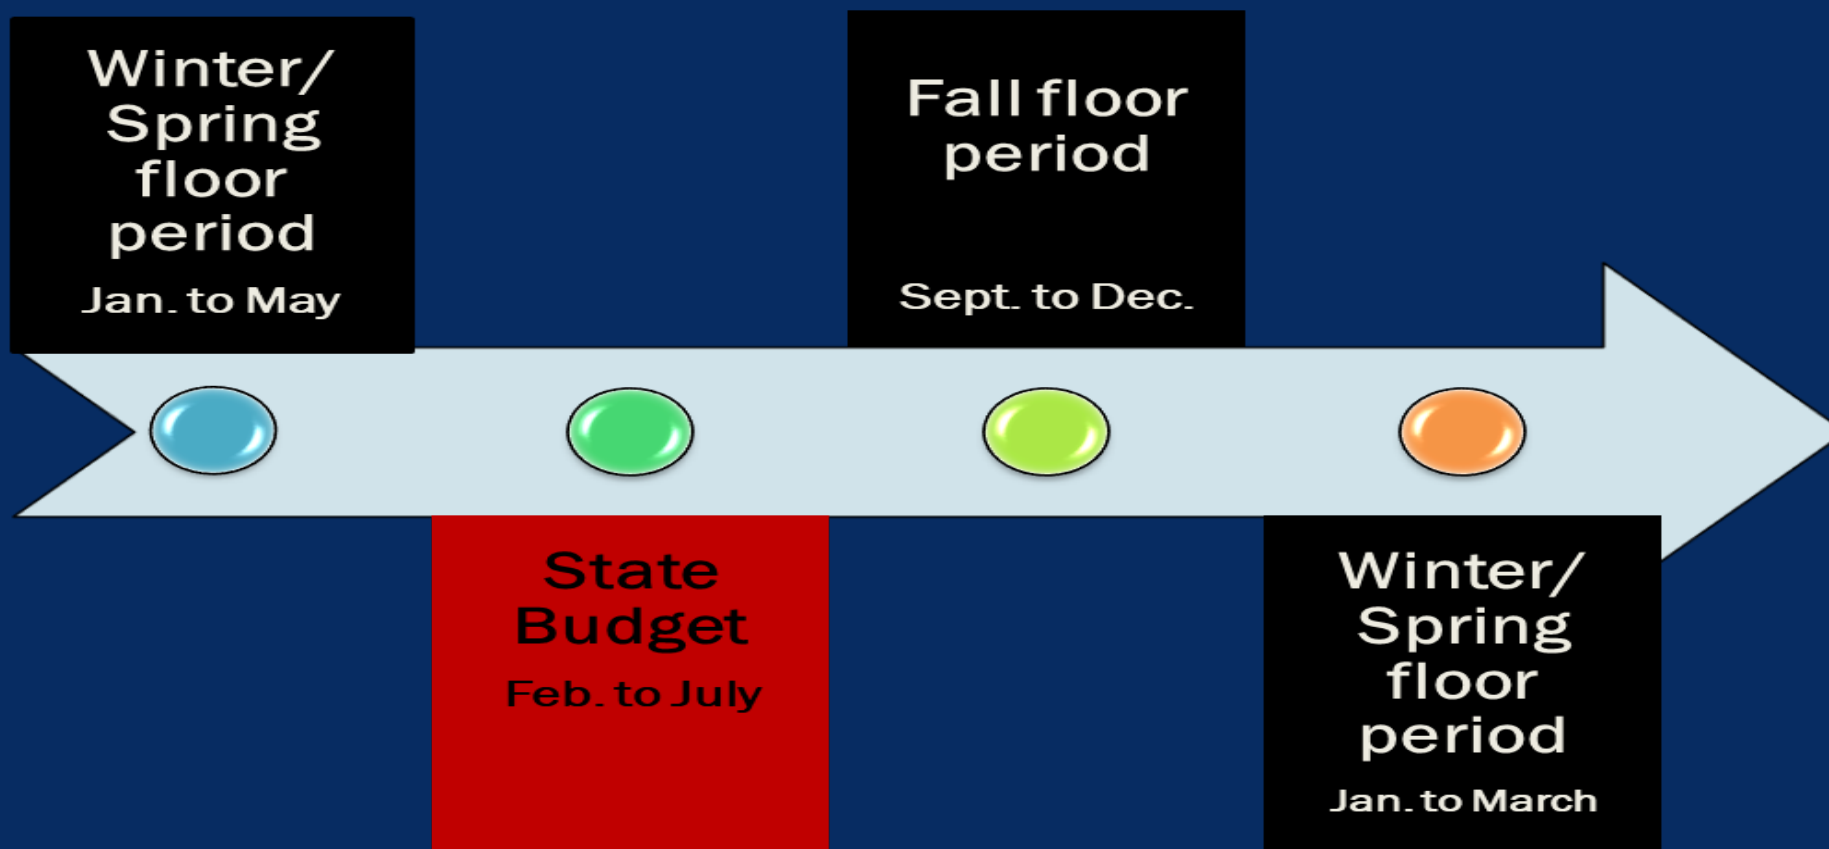 Winter/
Spring
floor
period
Jan. to May
State
Budget
Feb. to July
Fall floor
period
Sept. to Dec.
Winter/
Spring
floor
period
Jan. to March